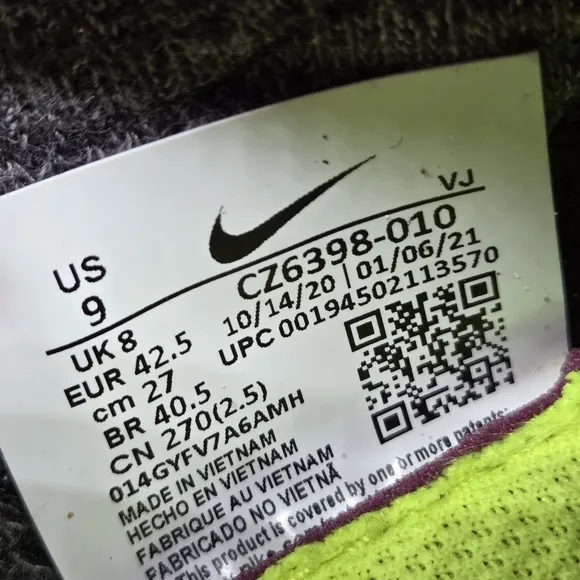 VJ
US
9
CZ6398-010
10/14/20 | 01/06/21
UPC 00194502113570
UK 8
EUR 42.5
cm 27
BR 40.5
CN 270(2.5)
014GYFV7A6AMH
MADE IN VIETNAM
HECHO EN VIETNAM
FABRIQUE AU VIETNAM
FABRICADO NO VIETNÃ
This product is covered by one or more patents: